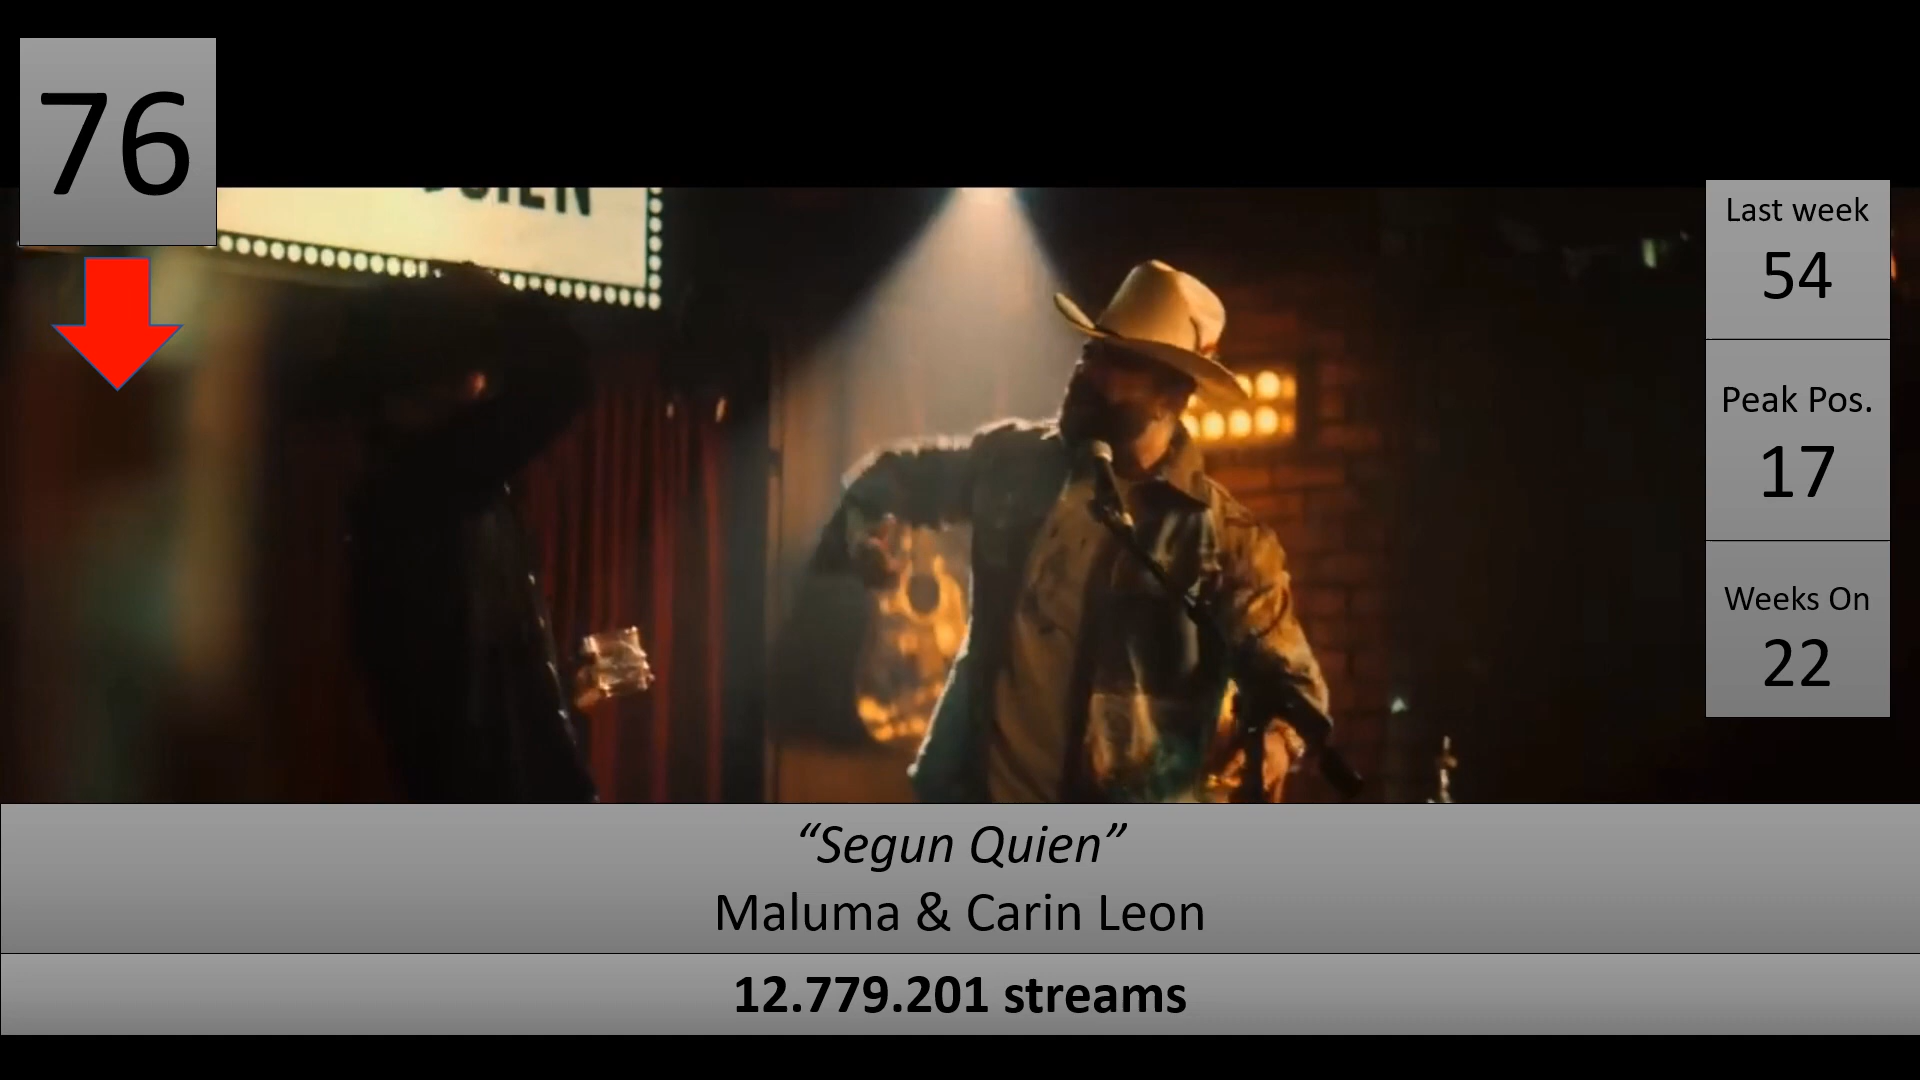 76
Last week
54
Peak Pos.
17
Weeks On
22
“Segun Quien”
Maluma & Carin Leon
12.779.201 streams